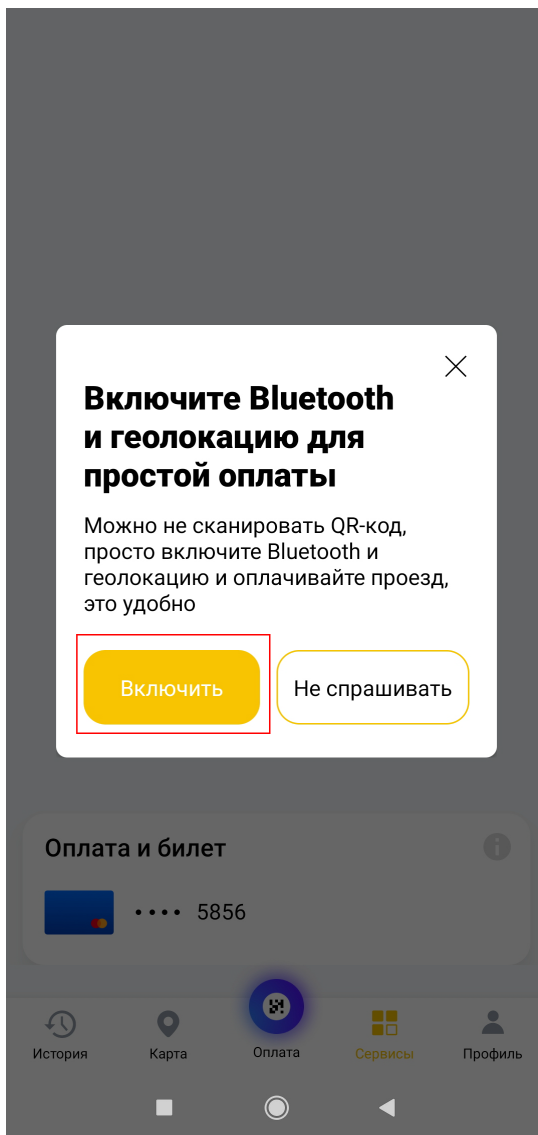 Включите Bluetooth
и геолокацию для
простой оплаты
Можно не сканировать QR-код,
просто включите Bluetooth и
геолокацию и оплачивайте проезд,
это удобно
Включить
Не спрашивать
Оплата и билет
•••• 5856
История
Карта
Оплата
Сервисы
Профиль